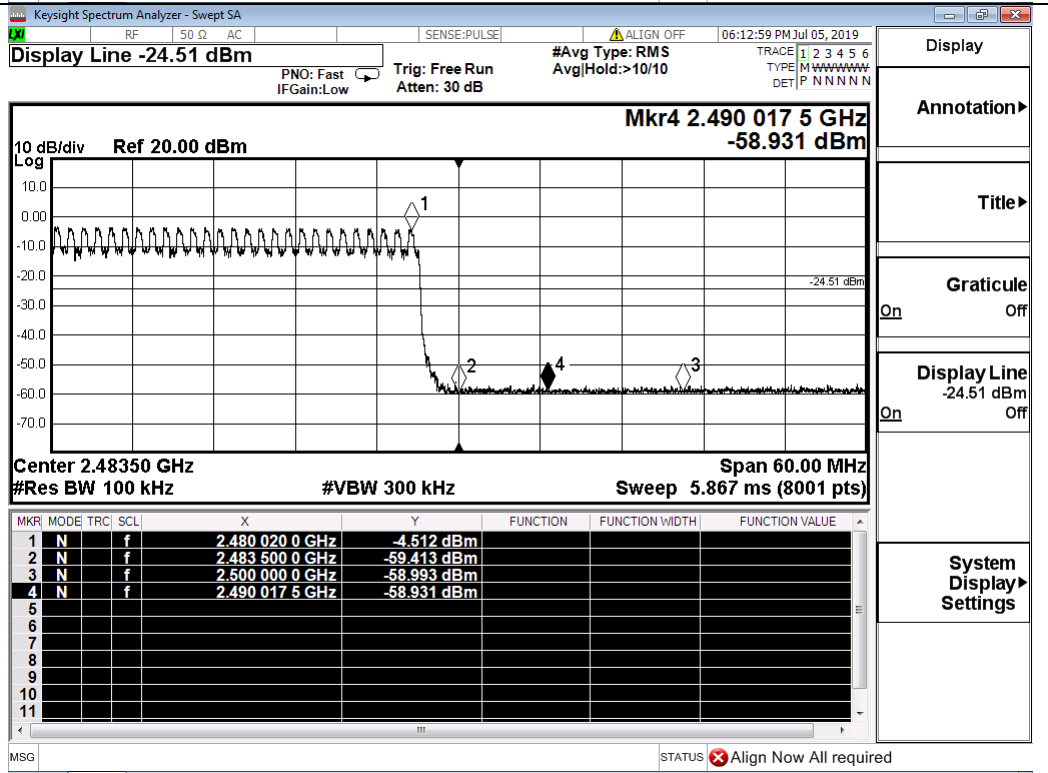 Keysight Spectrum Analyzer - Swept SA
LXI RF 50 Ω AC SENSE:PULSE ALIGN OFF 06:12:59 PM Jul 05, 2019
Display Line -24.51 dBm
PNO: Fast
IFGain:Low
Trig: Free Run
Atten: 30 dB
#Avg Type: RMS
Avg|Hold:>10/10
TRACE 1 2 3 4 5 6
TYPE M WWWWW
DET P N N N N N
Mkr4 2.490 017 5 GHz
-58.931 dBm
10 dB/div Ref 20.00 dBm
Log
10.0
0.00
-10.0
-20.0
-30.0
-40.0
-50.0
-60.0
-70.0
1
2
4
3
-24.51 dBm
Center 2.48350 GHz Span 60.00 MHz
#Res BW 100 kHz #VBW 300 kHz Sweep 5.867 ms (8001 pts)
MKR MODE TRC SCL X Y FUNCTION FUNCTION WIDTH FUNCTION VALUE
1 N f 2.480 020 0 GHz -4.512 dBm
2 N f 2.483 500 0 GHz -59.413 dBm
3 N f 2.500 000 0 GHz -58.993 dBm
4 N f 2.490 017 5 GHz -58.931 dBm
5
6
7
8
9
10
11
MSG STATUS Align Now All required
Display
Annotation
Title
Graticule
On Off
Display Line
-24.51 dBm
On Off
System
Display
Settings